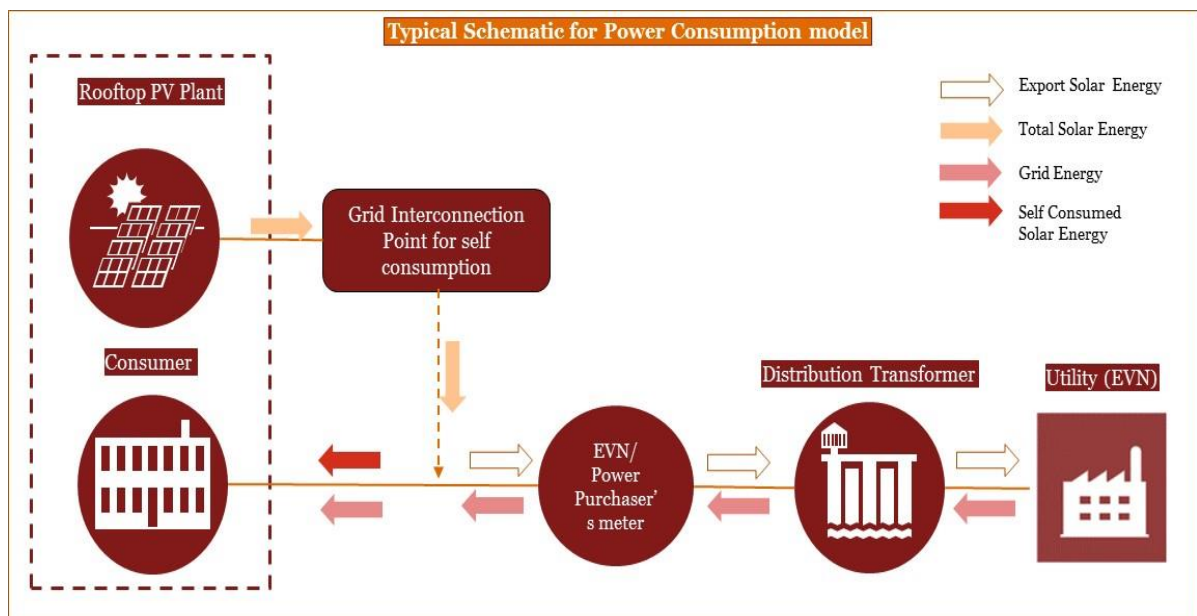 Typical Schematic for Power Consumption model
Rooftop PV Plant
Export Solar Energy
Total Solar Energy
Grid Energy
Self Consumed
Solar Energy
Grid Interconnection
Point for self
consumption
Consumer
Distribution Transformer
Utility (EVN)
EVN/
Power
Purchaser'
s meter